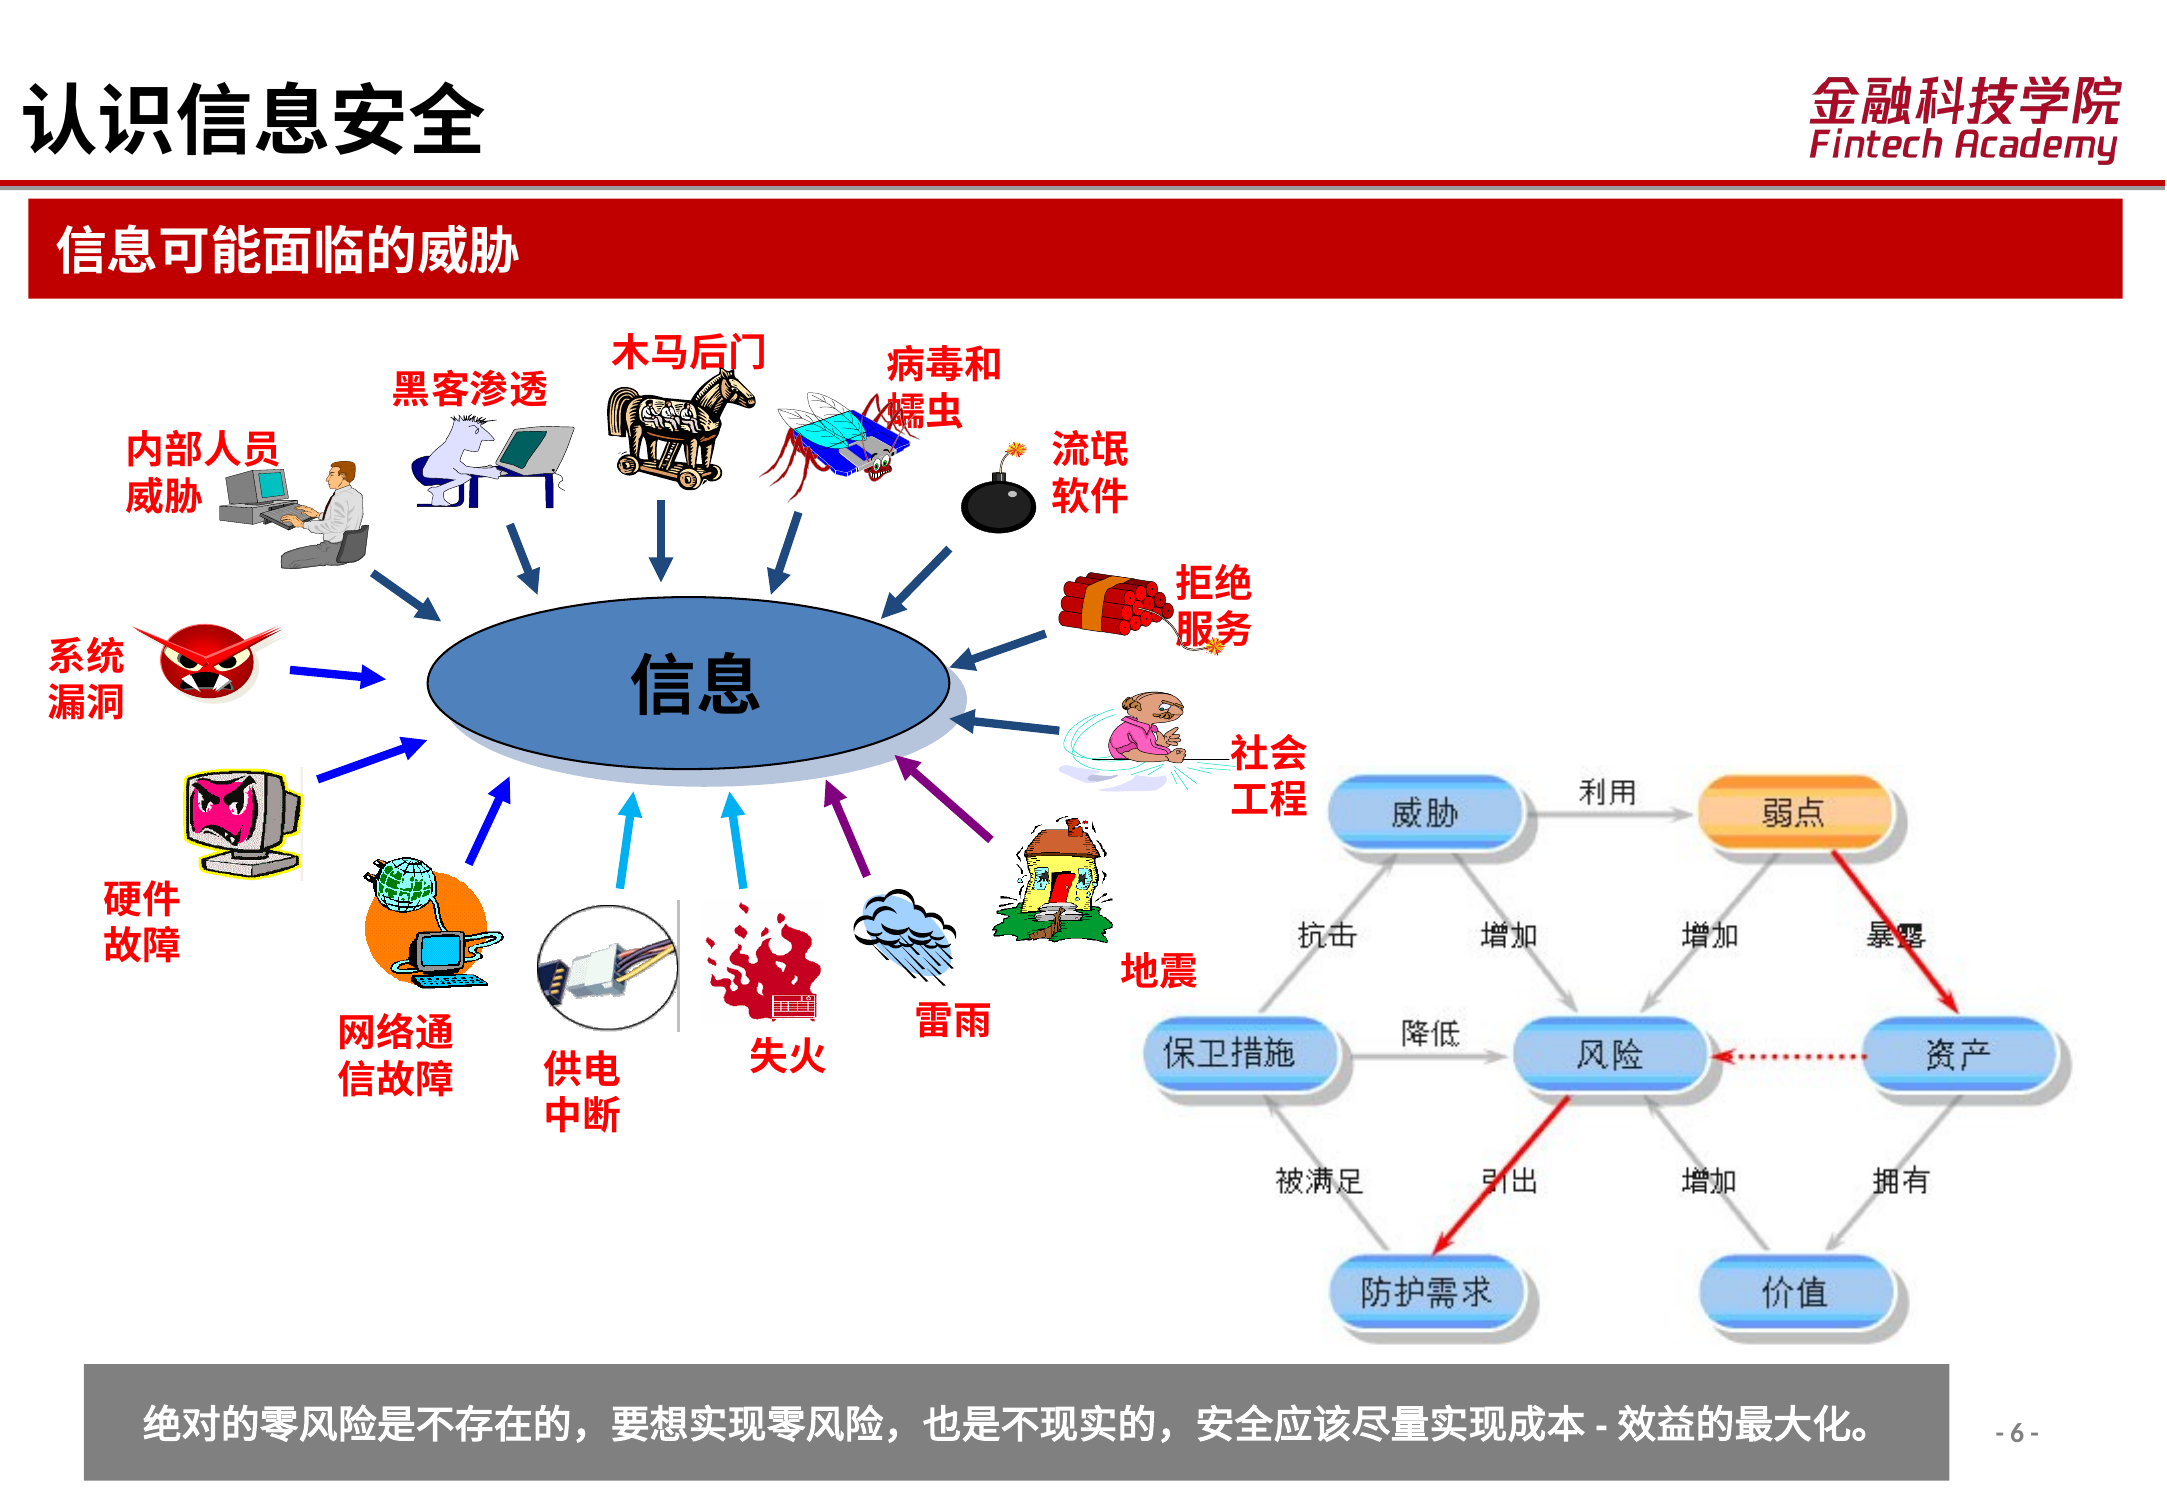 认识信息安全
金融科技学院
Fintech Academy
信息可能面临的威胁
木马后门
病毒和
蠕虫
黑客渗透
内部人员
威胁
流氓
软件
拒绝
服务
系统
漏洞
信息
社会
工程
硬件
故障
地震
雷雨
网络通
信故障
供电
中断
失火
威胁
利用
弱点
抗击
增加
增加
暴露
保卫措施
降低
风险
资产
被满足
引出
增加
拥有
防护需求
价值
绝对的零风险是不存在的，要想实现零风险，也是不现实的，安全应该尽量实现成本 - 效益的最大化。
- 6 -